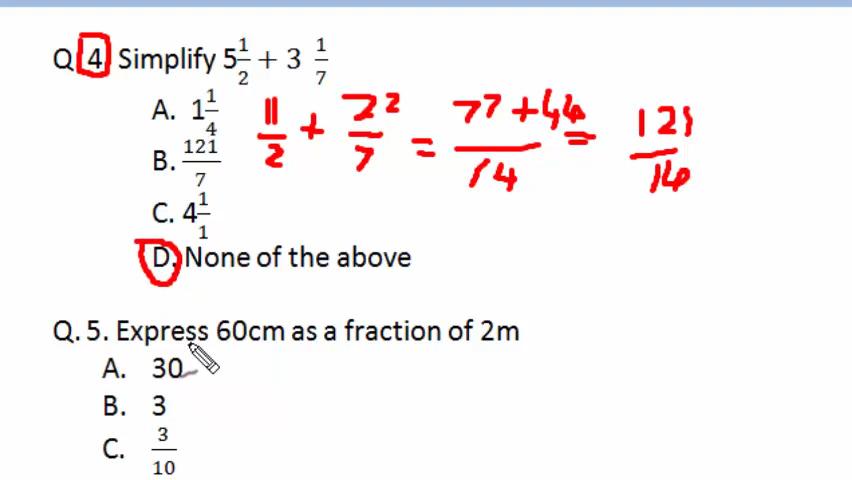 Q 4 Simplify 5 1/2 + 3 1/7
A. 1 1/4
B. 121/7
C. 4 1/1
D. None of the above
11/2 + 22/7 = 77 + 44/14 = 121/14
Q. 5. Express 60cm as a fraction of 2m
A. 30
B. 3
C. 3/10